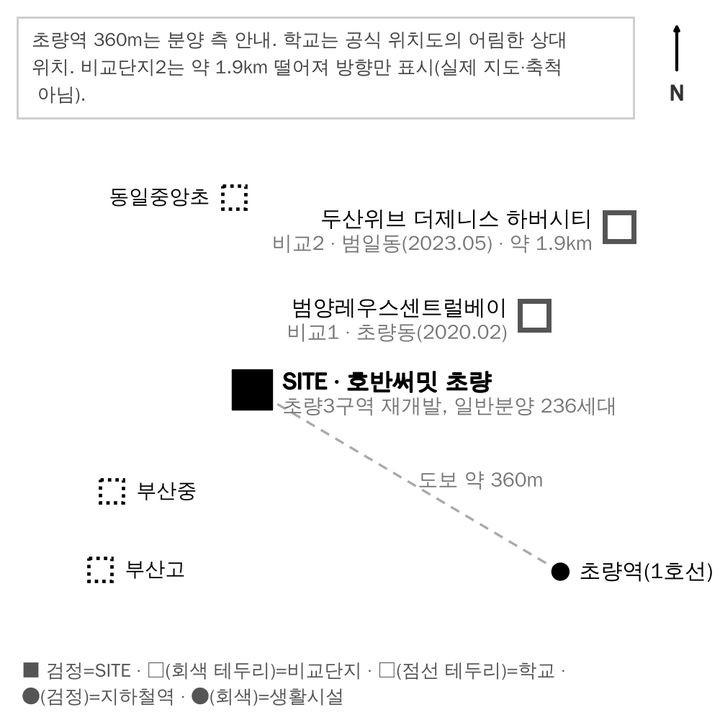 초량역 360m는 분양 측 안내. 학교는 공식 위치도의 어림한 상대
위치. 비교단지2는 약 1.9km 떨어져 방향만 표시(실제 지도·축척
아님).
N
동일중앙초
두산위브 더제니스 하버시티
비교2 · 범일동(2023.05) · 약 1.9km
범양레우스센트럴베이
비교1 · 초량동(2020.02)
SITE · 호반써밋 초량
초량3구역 재개발, 일반분양 236세대
도보 약 360m
부산중
부산고
초량역(1호선)
■ 검정=SITE · □(회색 테두리)=비교단지 · □(점선 테두리)=학교 ·
●(검정)=지하철역 · ●(회색)=생활시설